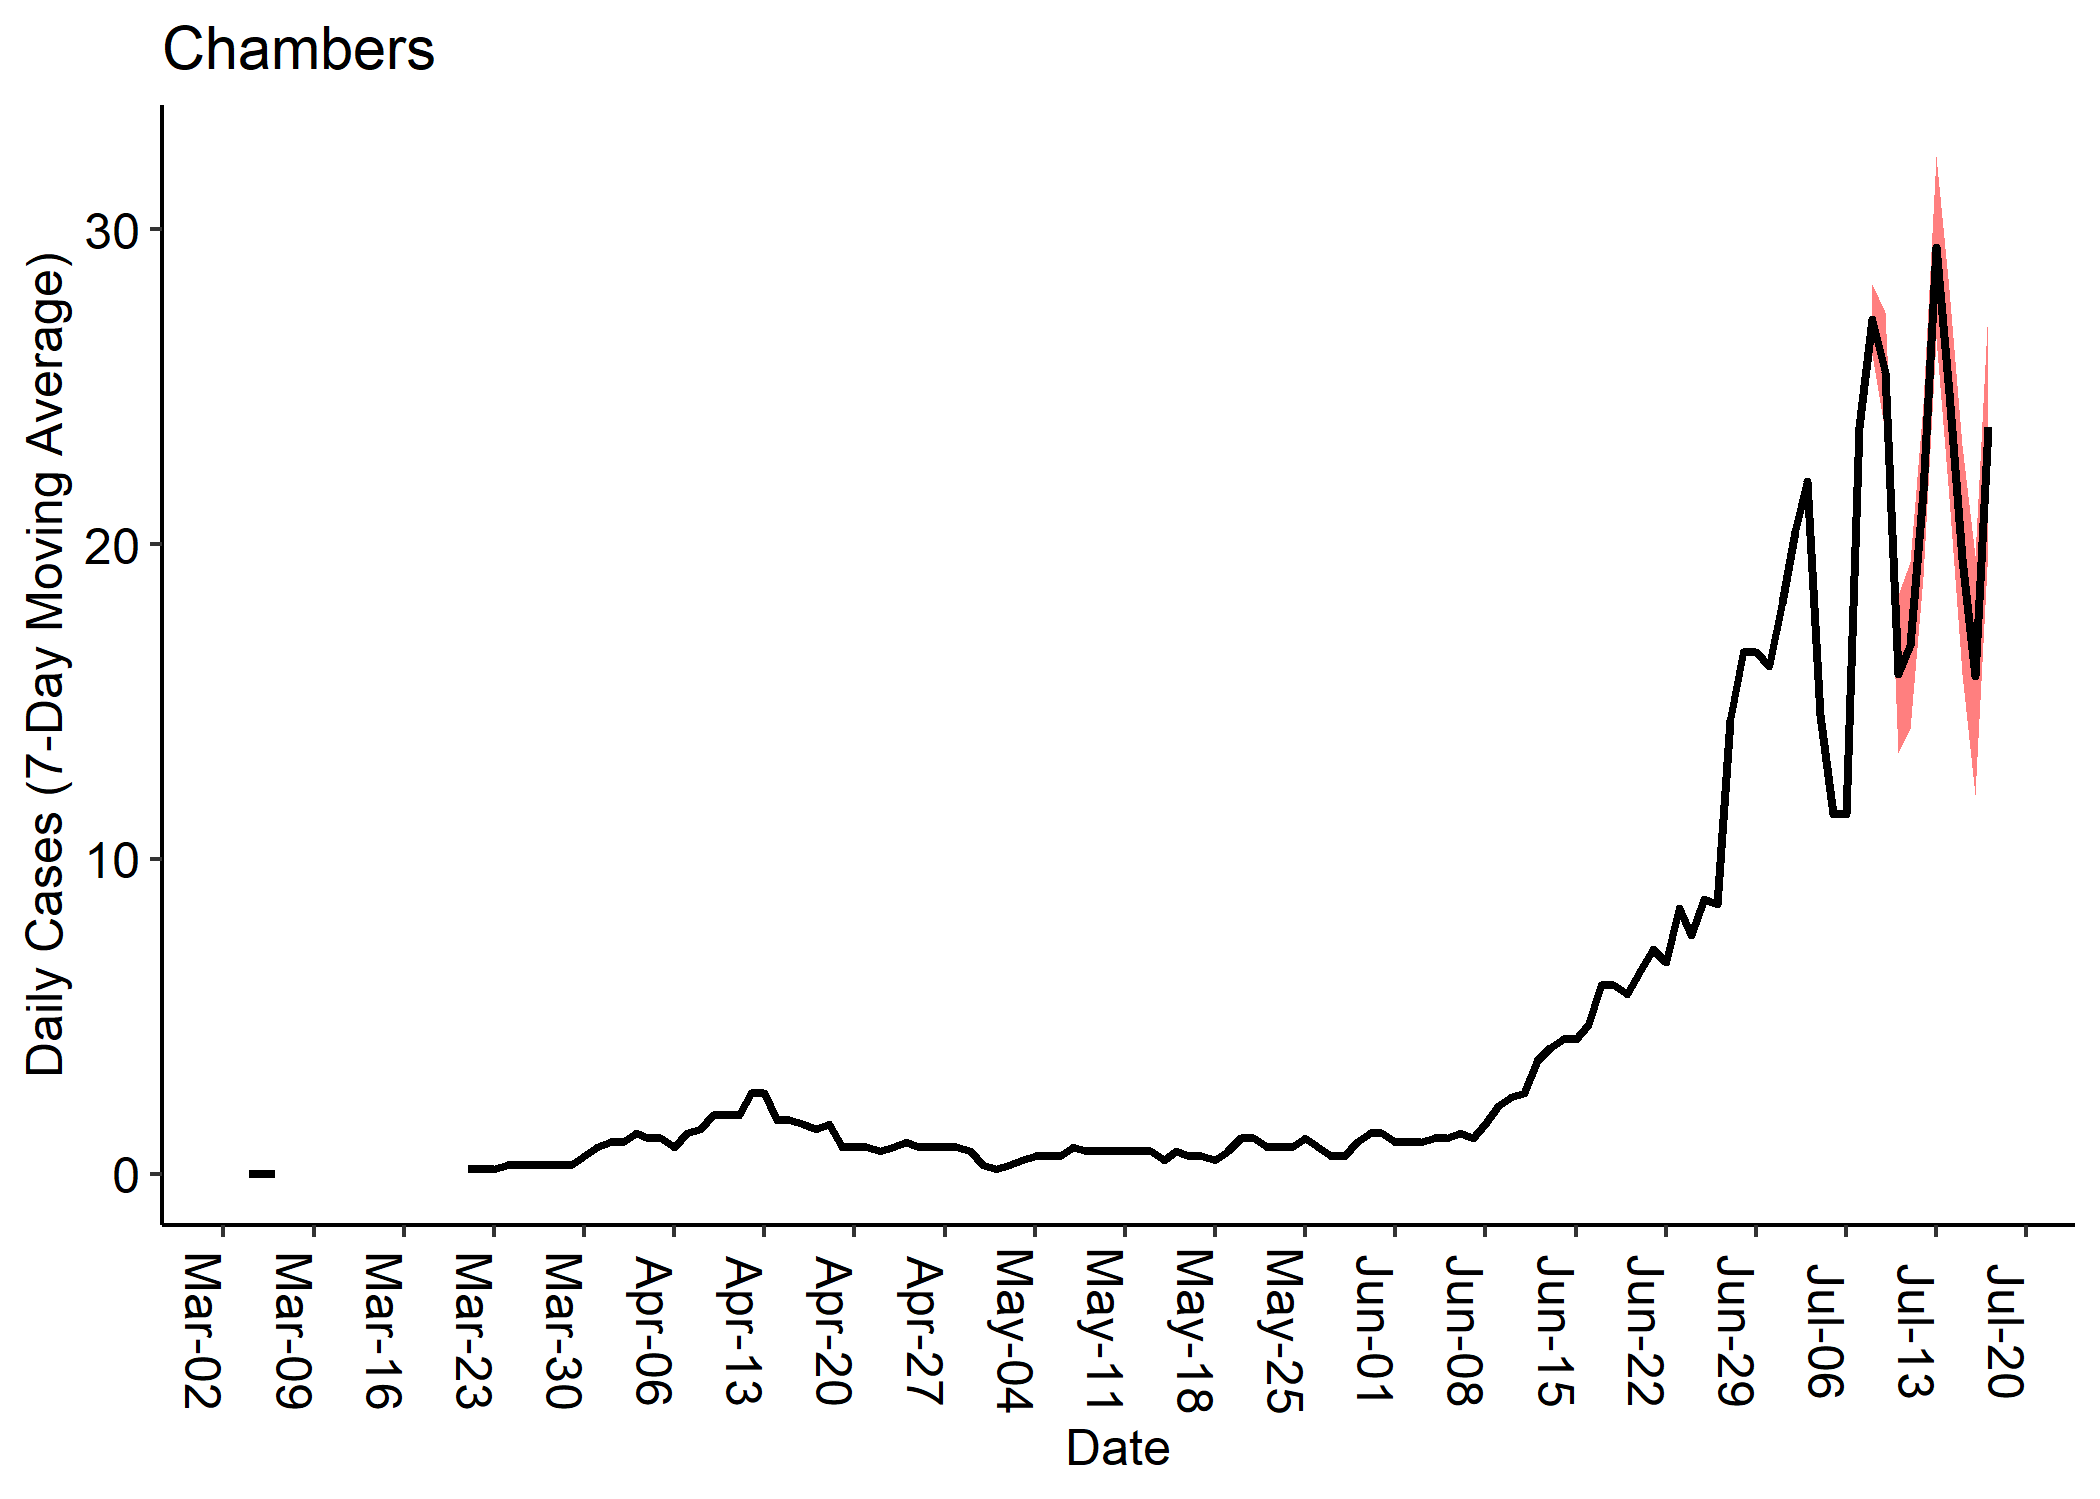 Chambers
Daily Cases (7-Day Moving Average)
30
20
10
0
Mar-02
Mar-09
Mar-16
Mar-23
Mar-30
Apr-06
Apr-13
Apr-20
Apr-27
May-04
May-11
May-18
May-25
Jun-01
Jun-08
Jun-15
Jun-22
Jun-29
Jul-06
Jul-13
Jul-20
Date